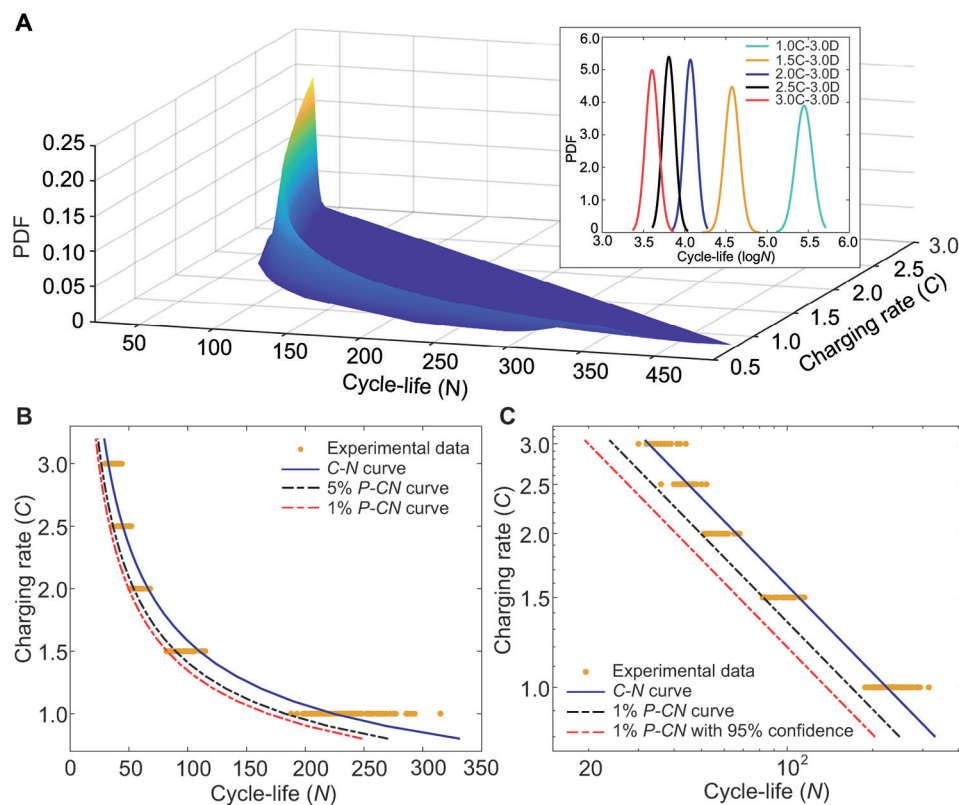 A
0.25
0.20
0.15
0.10
0.05
0
PDF
50
100
150
200
250
300
350
400
450
Cycle-life (N)
0.5
1.0
1.5
2.0
2.5
3.0
Charging rate (C)
6.0
5.0
4.0
3.0
2.0
1.0
0
PDF
3.0 3.5 4.0 4.5 5.0 5.5 6.0
Cycle-life (logN)
1.0C-3.0D
1.5C-3.0D
2.0C-3.0D
2.5C-3.0D
3.0C-3.0D
B
3.0
2.5
2.0
1.5
1.0
Charging rate (C)
0 50 100 150 200 250 300 350
Cycle-life (N)
Experimental data
C-N curve
5% P-CN curve
1% P-CN curve
C
3.0
2.5
2.0
1.5
1.0
Charging rate (C)
20 10² 400
Cycle-life (N)
Experimental data
C-N curve
1% P-CN curve
1% P-CN with 95% confidence